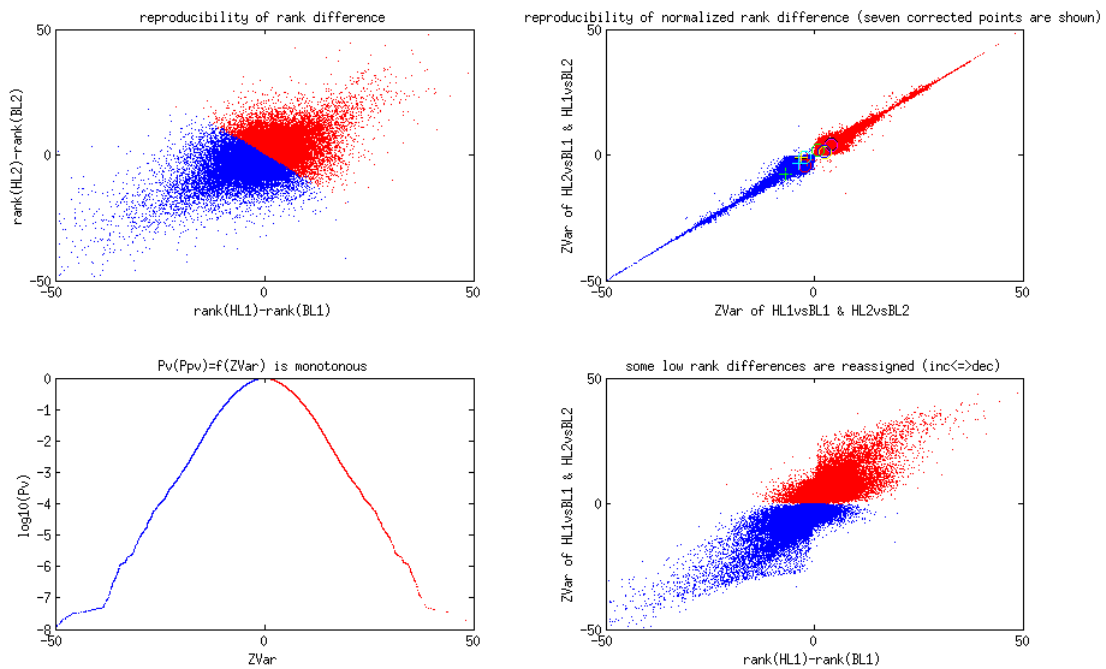 reproducibility of rank difference
50
0
-50
-50
0
50
rank(HL2)-rank(BL2)
rank(HL1)-rank(BL1)
reproducibility of normalized rank difference (seven corrected points are shown)
50
0
-50
-50
0
50
ZVar of HL2vsBL1 & HL1vsBL2
ZVar of HL1vsBL1 & HL2vsBL2
Pv(Ppv)=f(ZVar) is monotonous
0
-1
-2
-3
-4
-5
-6
-7
-8
-50
0
50
log10(Pv)
ZVar
some low rank differences are reassigned (inc<=>dec)
50
0
-50
-50
0
50
ZVar of HL1vsBL1 & HL2vsBL2
rank(HL1)-rank(BL1)